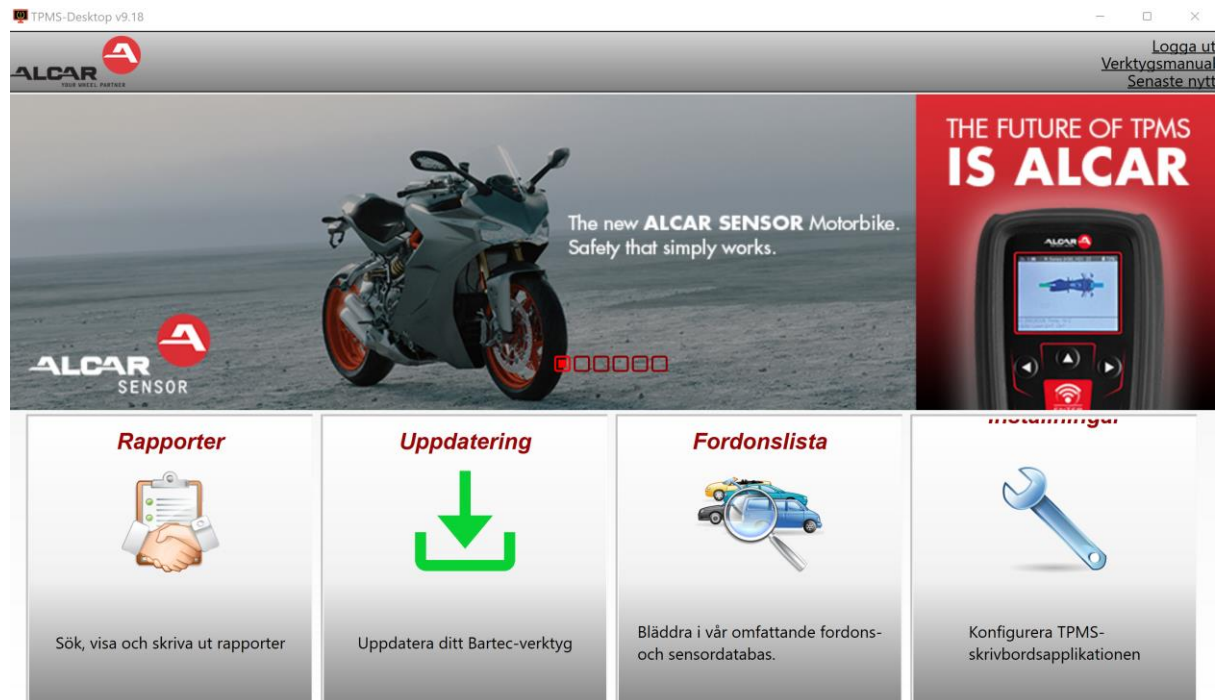 TPMS-Desktop v9.18
ALCAR
YOUR WHEEL PARTNER
Logga ut
Verktygsmanual
Senaste nytt
The new ALCAR SENSOR Motorbike.
Safety that simply works.
ALCAR
SENSOR
THE FUTURE OF TPMS
IS ALCAR
ALCAR
Rapporter
Sök, visa och skriva ut rapporter
Uppdatering
Uppdatera ditt Bartec-verktyg
Fordonslista
Bläddra i vår omfattande fordons-
och sensordatabas.
Inställningar
Konfigurera TPMS-
skrivbordsapplikationen